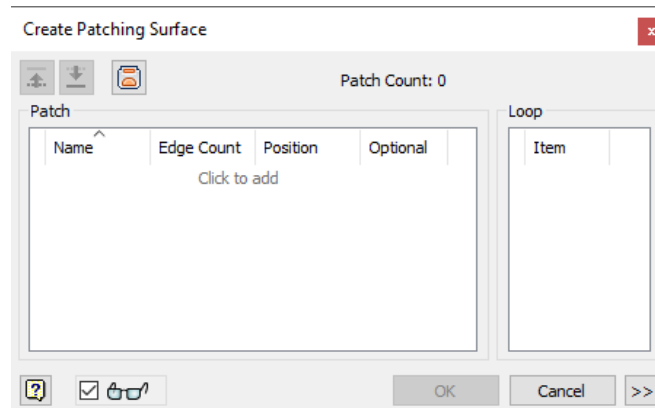 Create Patching Surface
x
Patch Count: 0
Patch
Loop
Name
Edge Count
Position
Optional
Item
Click to add
?
OK
Cancel
>>